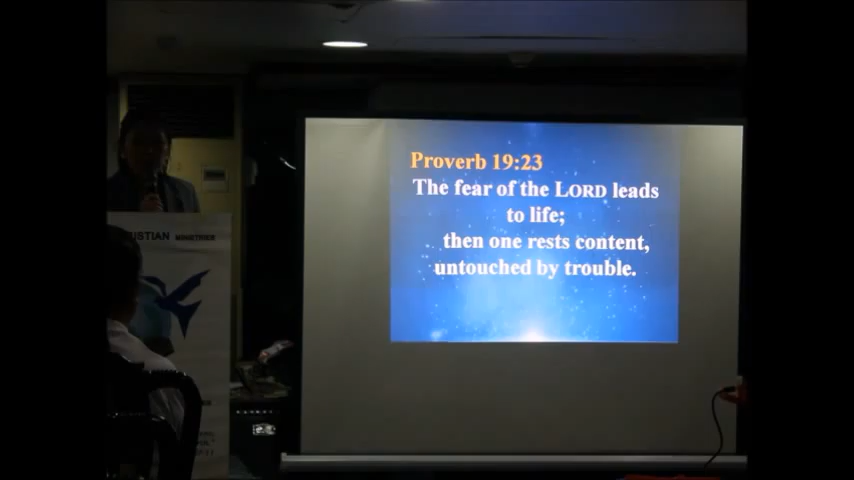 Proverb 19:23
The fear of the LORD leads
to life;
then one rests content,
untouched by trouble.
MINISTRIES